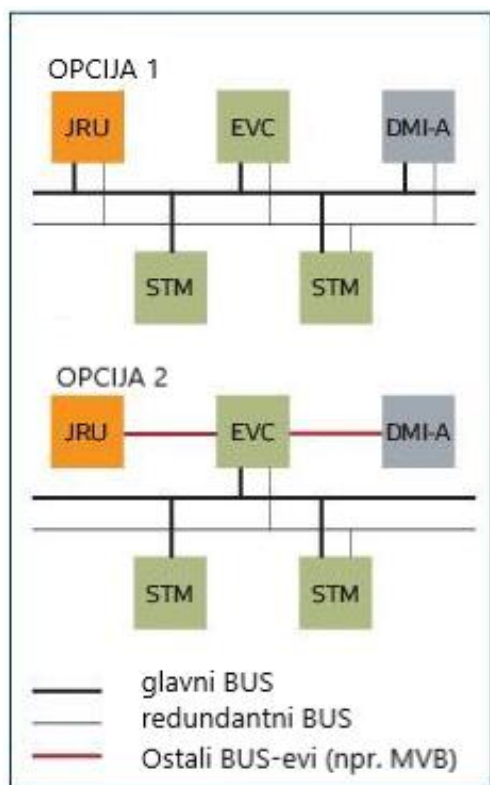 OPCIJA 1
JRU EVC DMI-A
STM STM
OPCIJA 2
JRU EVC DMI-A
STM STM
glavni BUS
redundantni BUS
Ostali BUS-evi (npr. MVB)